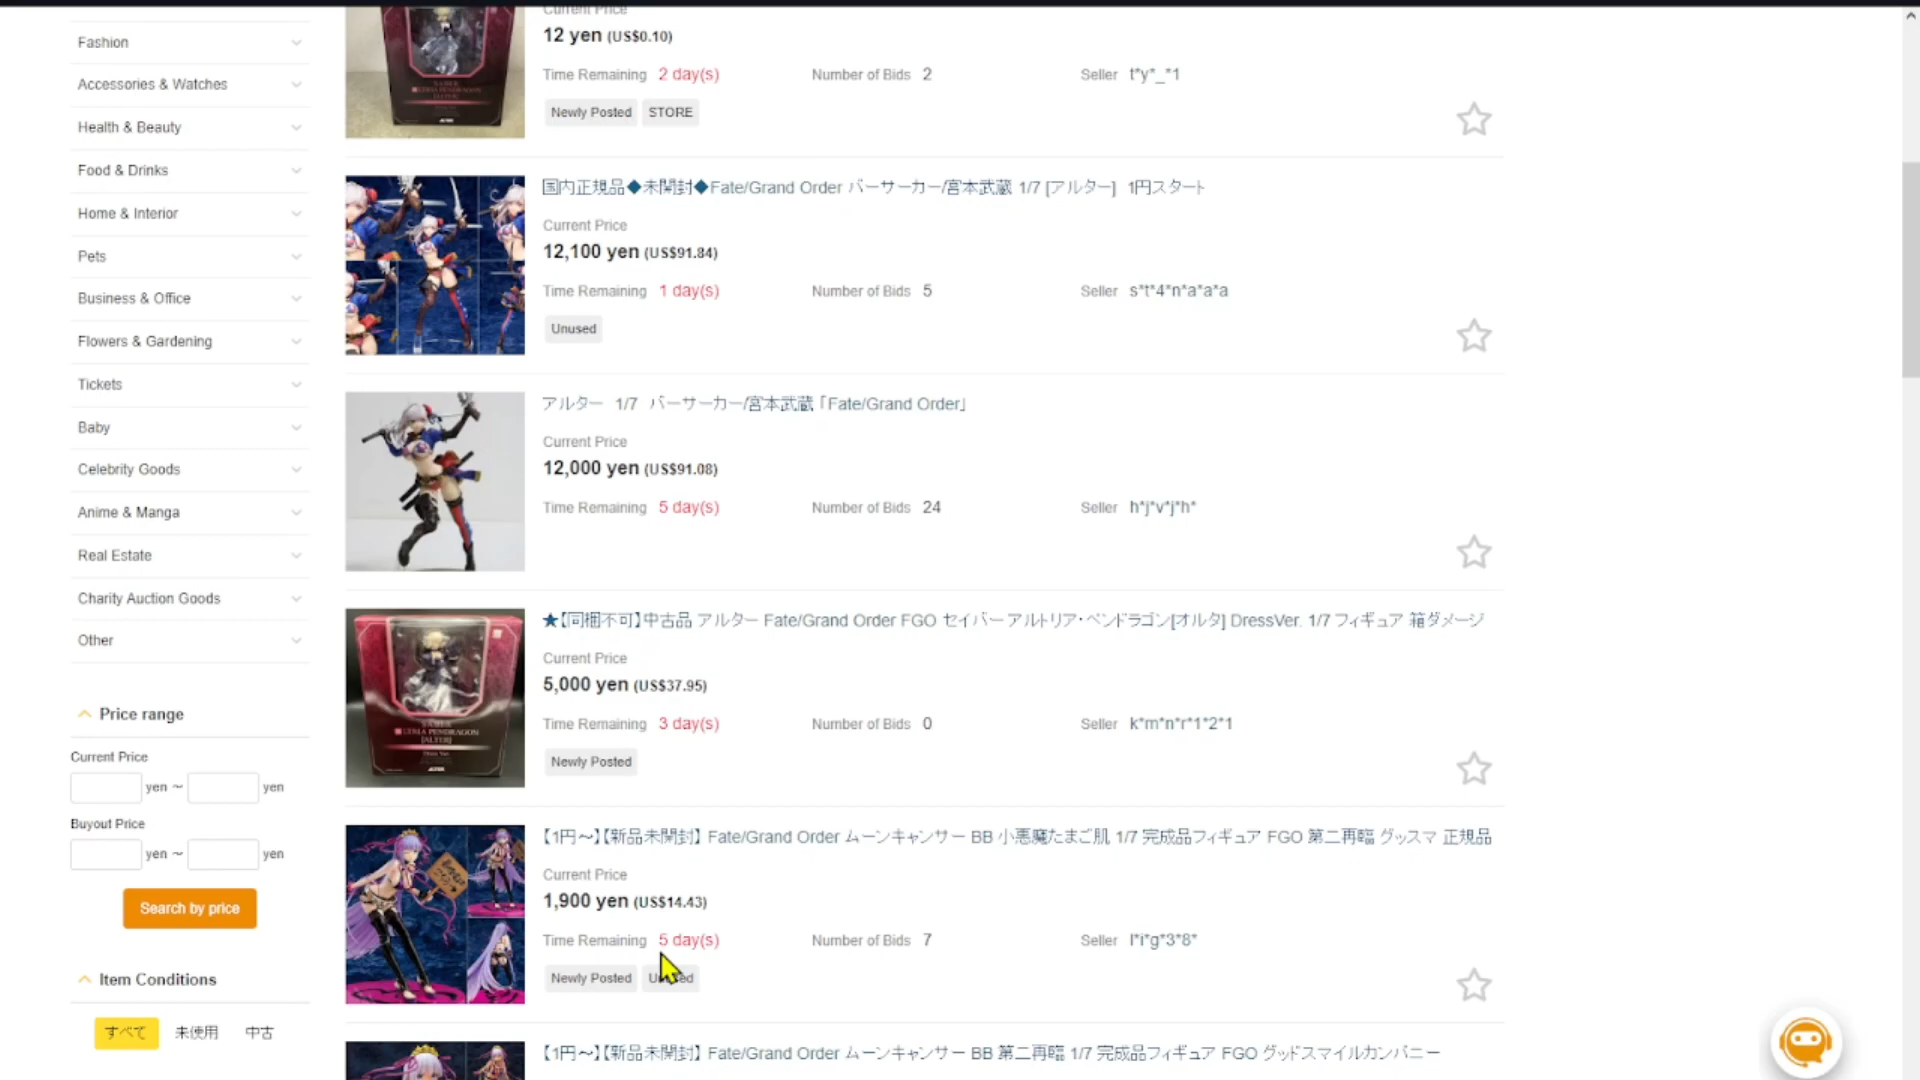 Current Price
12 yen (US$0.10)
Time Remaining 2 day(s) Number of Bids 2 Seller t*y*_*1
Newly Posted STORE
国内正規品◆未開封◆Fate/Grand Order バーサーカー/宮本武蔵 1/7 [アルター] 1円スタート
Current Price
12,100 yen (US$91.84)
Time Remaining 1 day(s) Number of Bids 5 Seller s*t*4*n*a*a*a
Unused
アルター 1/7 バーサーカー/宮本武蔵「Fate/Grand Order」
Current Price
12,000 yen (US$91.08)
Time Remaining 5 day(s) Number of Bids 24 Seller h*j*v*j*h*
★【同梱不可】中古品 アルター Fate/Grand Order FGO セイバー アルトリア・ペンドラゴン[オルタ] DressVer. 1/7 フィギュア 箱ダメージ
Current Price
5,000 yen (US$37.95)
Time Remaining 3 day(s) Number of Bids 0 Seller k*m*n*r*1*2*1
Newly Posted
【1円～】【新品未開封】 Fate/Grand Order ムーンキャンサー BB 小悪魔たまご肌 1/7 完成品フィギュア FGO 第二再臨 グッスマ 正規品
Current Price
1,900 yen (US$14.43)
Time Remaining 5 day(s) Number of Bids 7 Seller l*i*g*3*8*
Newly Posted
【1円～】【新品未開封】 Fate/Grand Order ムーンキャンサー BB 第二再臨 1/7 完成品フィギュア FGO グッドスマイルカンパニー
Fashion
Accessories & Watches
Health & Beauty
Food & Drinks
Home & Interior
Pets
Business & Office
Flowers & Gardening
Tickets
Baby
Celebrity Goods
Anime & Manga
Real Estate
Charity Auction Goods
Other
Price range
Current Price
yen ～ yen
Buyout Price
yen ～ yen
Search by price
Item Conditions
すべて 未使用 中古